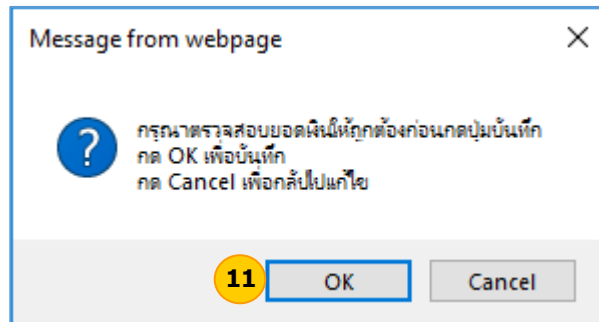 Message from webpage
กรุณาตรวจสอบยอดเงินให้ถูกต้องก่อนกดปุ่มบันทึก
กด OK เพื่อบันทึก
กด Cancel เพื่อกลับไปแก้ไข
11 OK Cancel